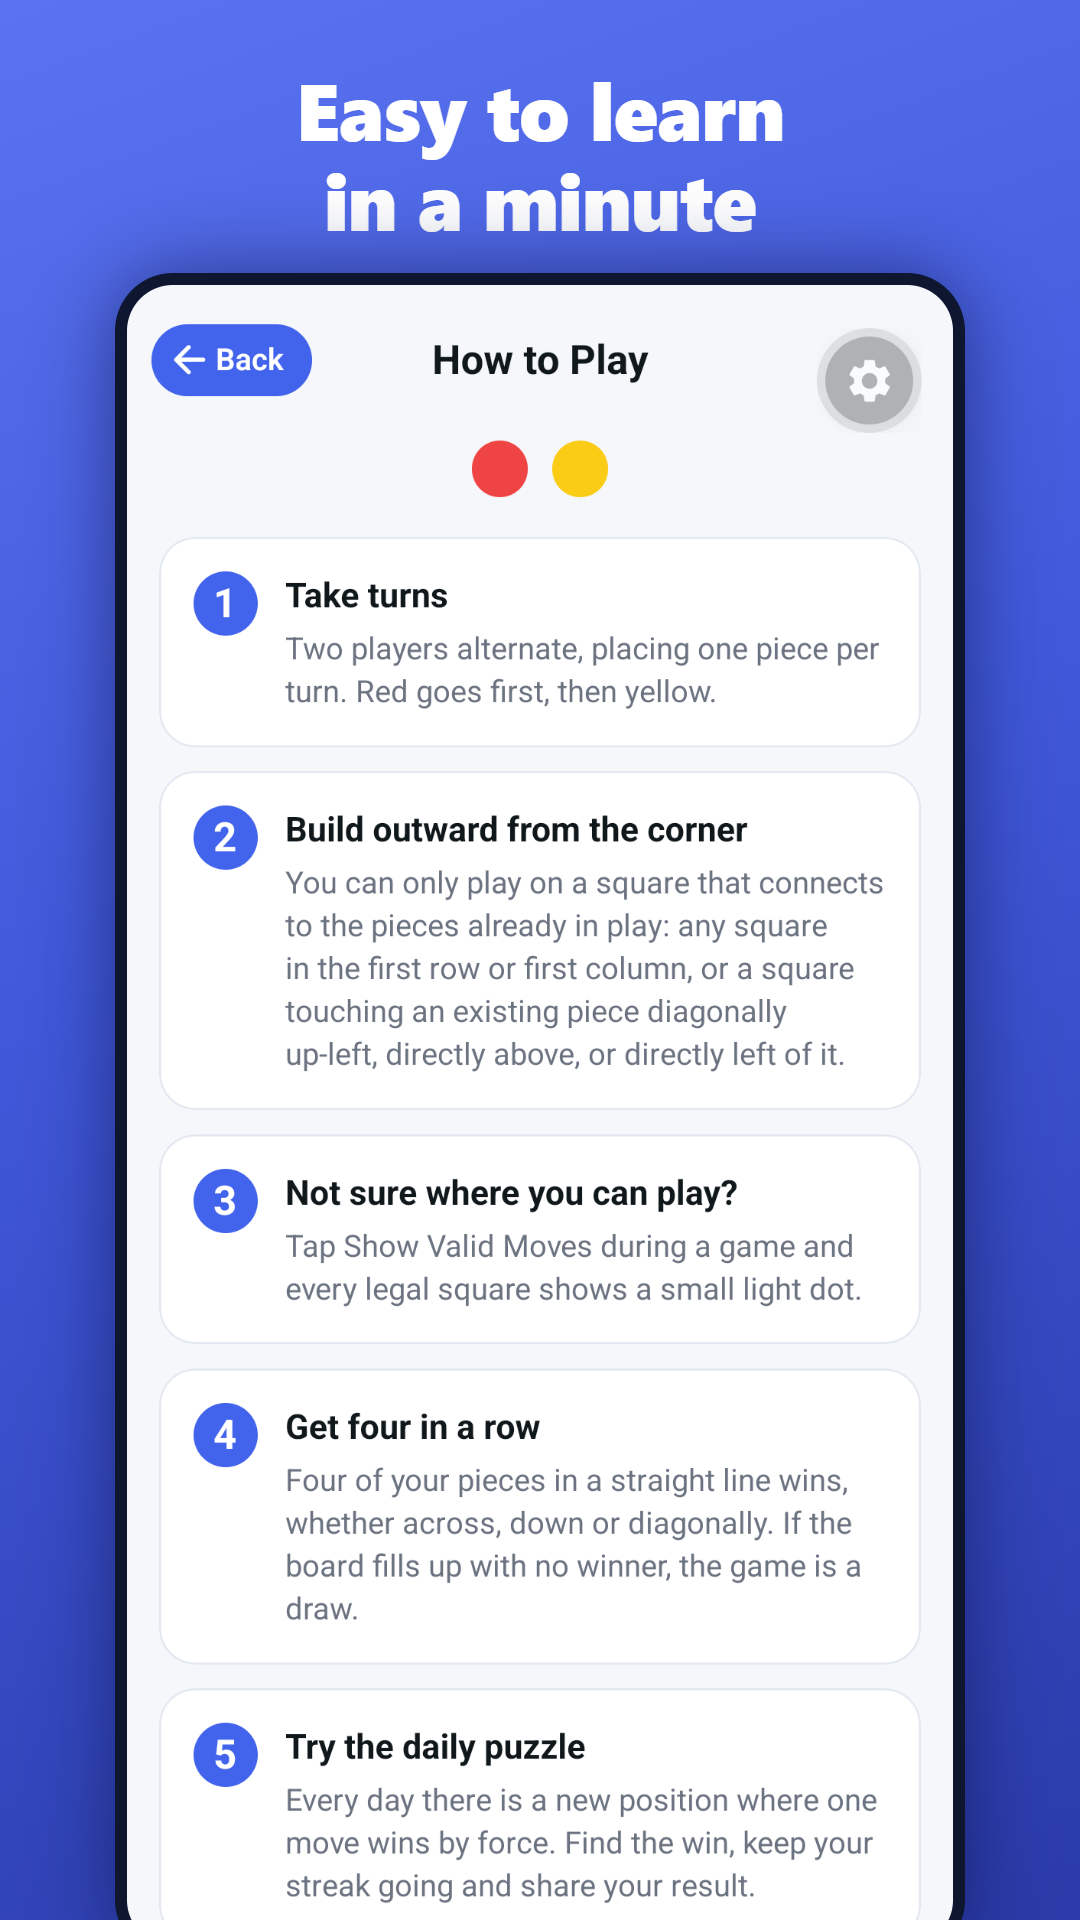 Easy to learn
in a minute
Back
How to Play
1
Take turns
Two players alternate, placing one piece per
turn. Red goes first, then yellow.
2
Build outward from the corner
You can only play on a square that connects
to the pieces already in play: any square
in the first row or first column, or a square
touching an existing piece diagonally
up-left, directly above, or directly left of it.
3
Not sure where you can play?
Tap Show Valid Moves during a game and
every legal square shows a small light dot.
4
Get four in a row
Four of your pieces in a straight line wins,
whether across, down or diagonally. If the
board fills up with no winner, the game is a
draw.
5
Try the daily puzzle
Every day there is a new position where one
move wins by force. Find the win, keep your
streak going and share your result.